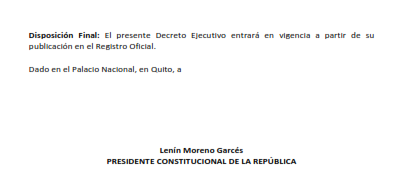 Disposición Final: El presente Decreto Ejecutivo entrará en vigencia a partir de su
publicación en el Registro Oficial.
Dado en el Palacio Nacional, en Quito, a
Lenín Moreno Garcés
PRESIDENTE CONSTITUCIONAL DE LA REPÚBLICA